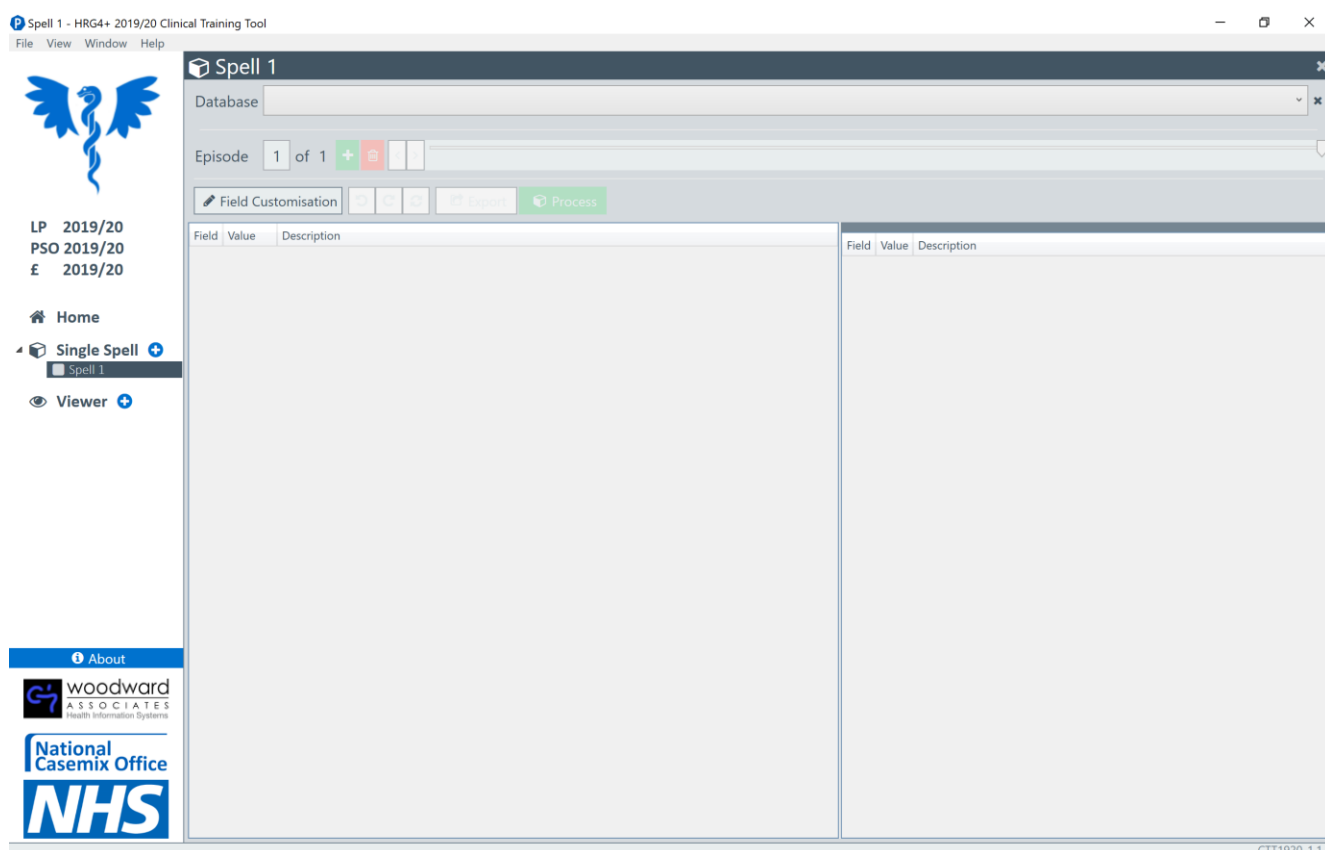 Spell 1 - HRG4+ 2019/20 Clinical Training Tool
File View Window Help
Spell 1
Database
Episode 1 of 1
Field Customisation Export Process
LP 2019/20
PSO 2019/20
£ 2019/20
Field Value Description
Field Value Description
Home
Single Spell
Spell 1
Viewer
About
woodward
ASSOCIATES
Health Information Systems
National
Casemix Office
NHS
CTT1920_1.1